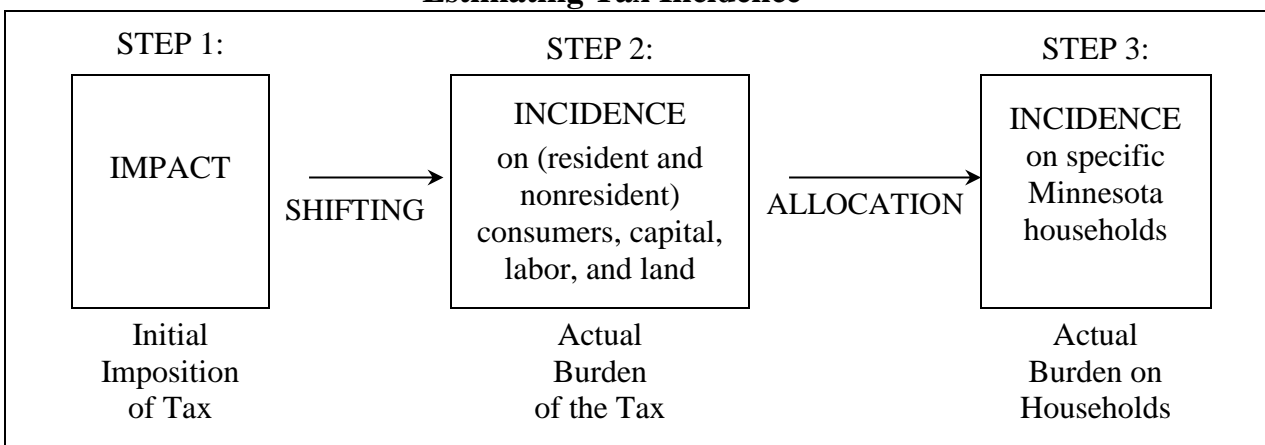 Estimating Tax Incidence
STEP 1:
IMPACT
Initial
Imposition
of Tax
SHIFTING
STEP 2:
INCIDENCE
on (resident and
nonresident)
consumers, capital,
labor, and land
Actual
Burden
of the Tax
ALLOCATION
STEP 3:
INCIDENCE
on specific
Minnesota
households
Actual
Burden on
Households